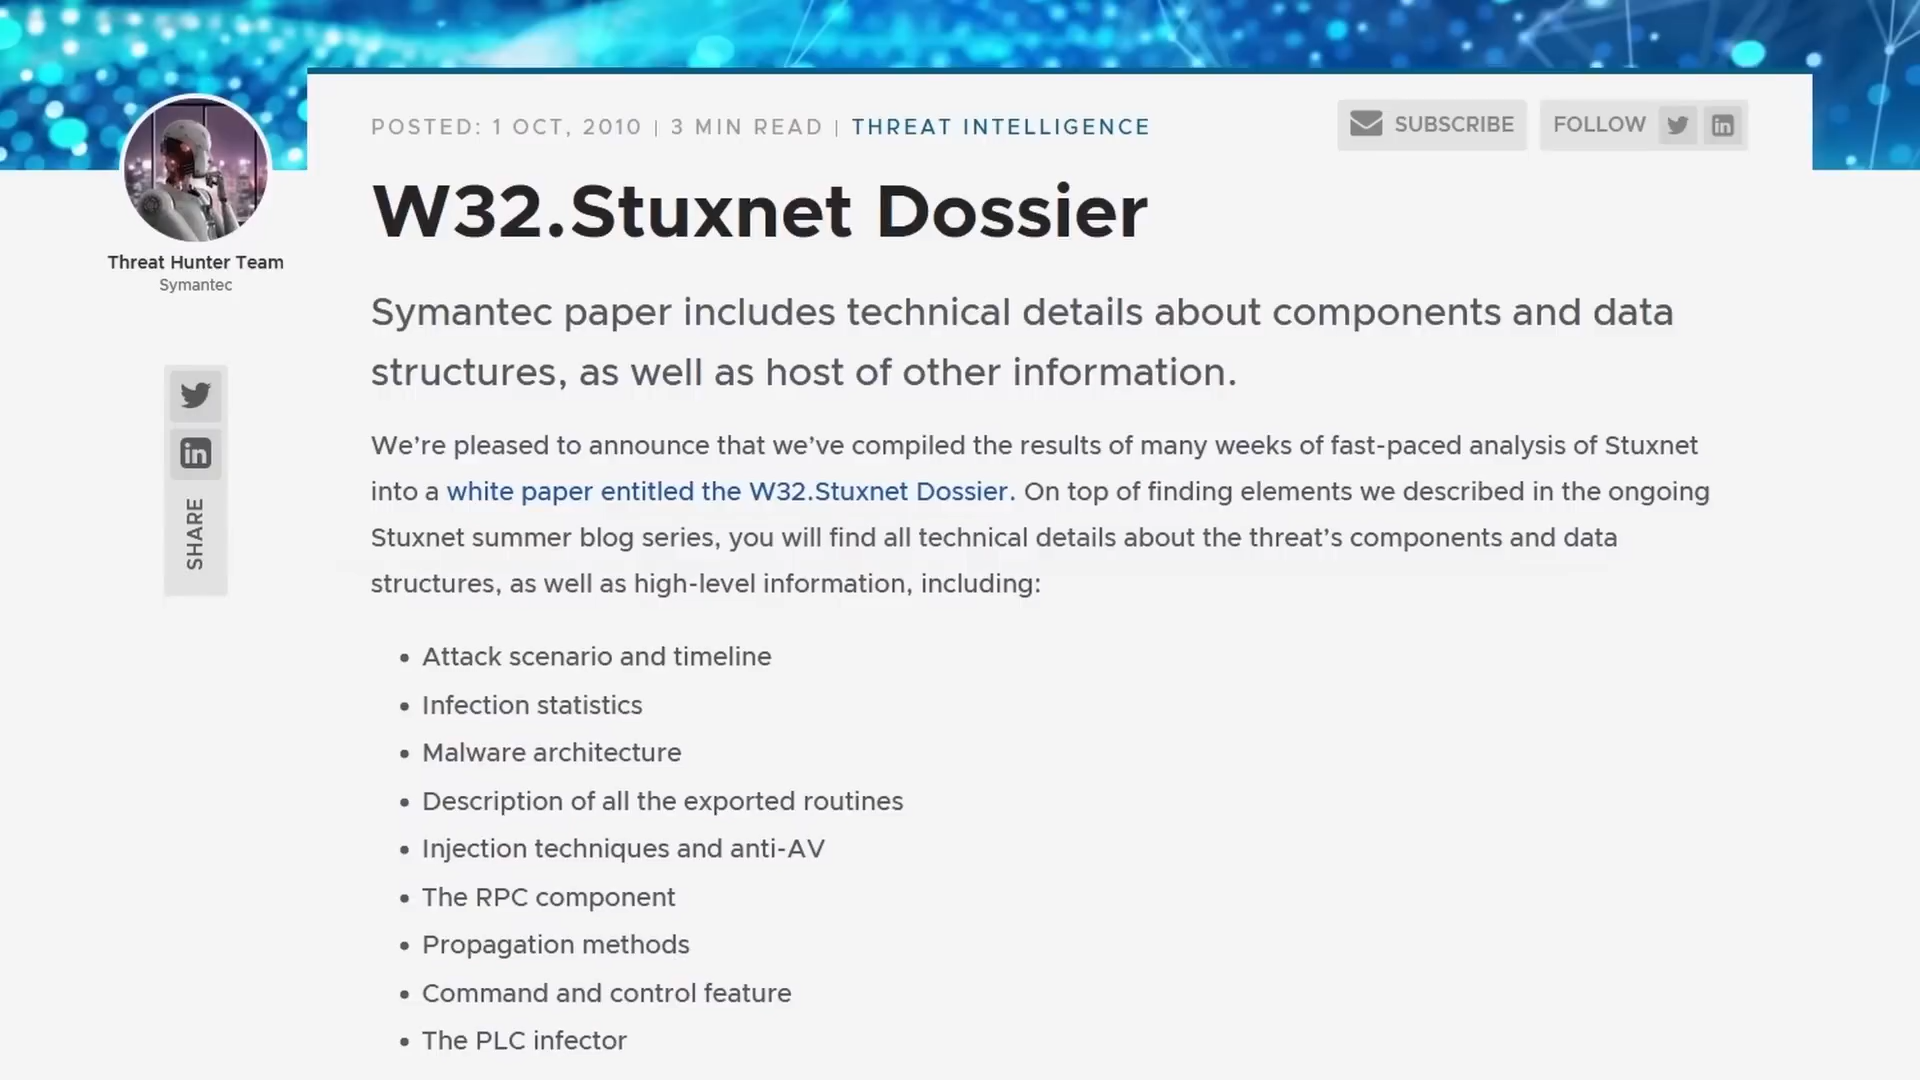 POSTED: 1 OCT, 2010 | 3 MIN READ | THREAT INTELLIGENCE
SUBSCRIBE
FOLLOW
W32.Stuxnet Dossier
Threat Hunter Team
Symantec
Symantec paper includes technical details about components and data
structures, as well as host of other information.
SHARE
We’re pleased to announce that we’ve compiled the results of many weeks of fast-paced analysis of Stuxnet
into a white paper entitled the W32.Stuxnet Dossier. On top of finding elements we described in the ongoing
Stuxnet summer blog series, you will find all technical details about the threat’s components and data
structures, as well as high-level information, including:
• Attack scenario and timeline
• Infection statistics
• Malware architecture
• Description of all the exported routines
• Injection techniques and anti-AV
• The RPC component
• Propagation methods
• Command and control feature
• The PLC infector